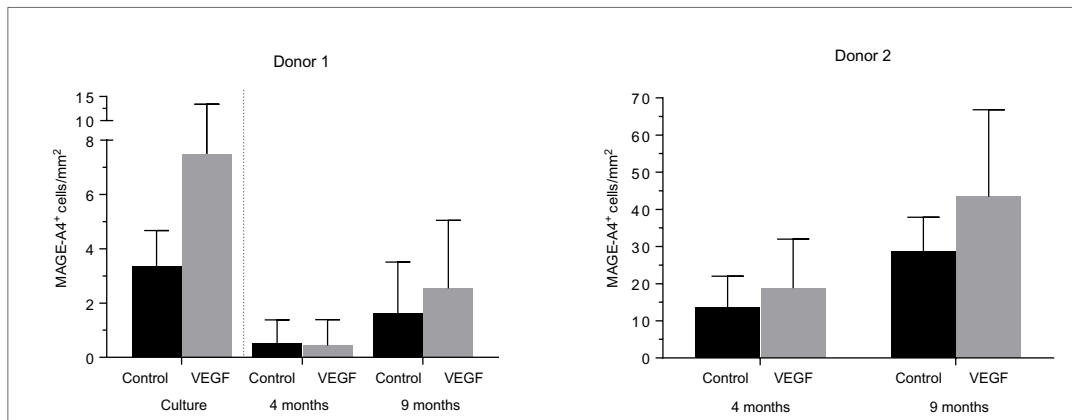 Donor 1
MAGE-A4+ cells/mm2
15
10
8
6
4
2
0
Control VEGF Control VEGF Control VEGF
Culture 4 months 9 months
Donor 2
MAGE-A4+ cells/mm2
70
60
50
40
30
20
10
0
Control VEGF Control VEGF
4 months 9 months